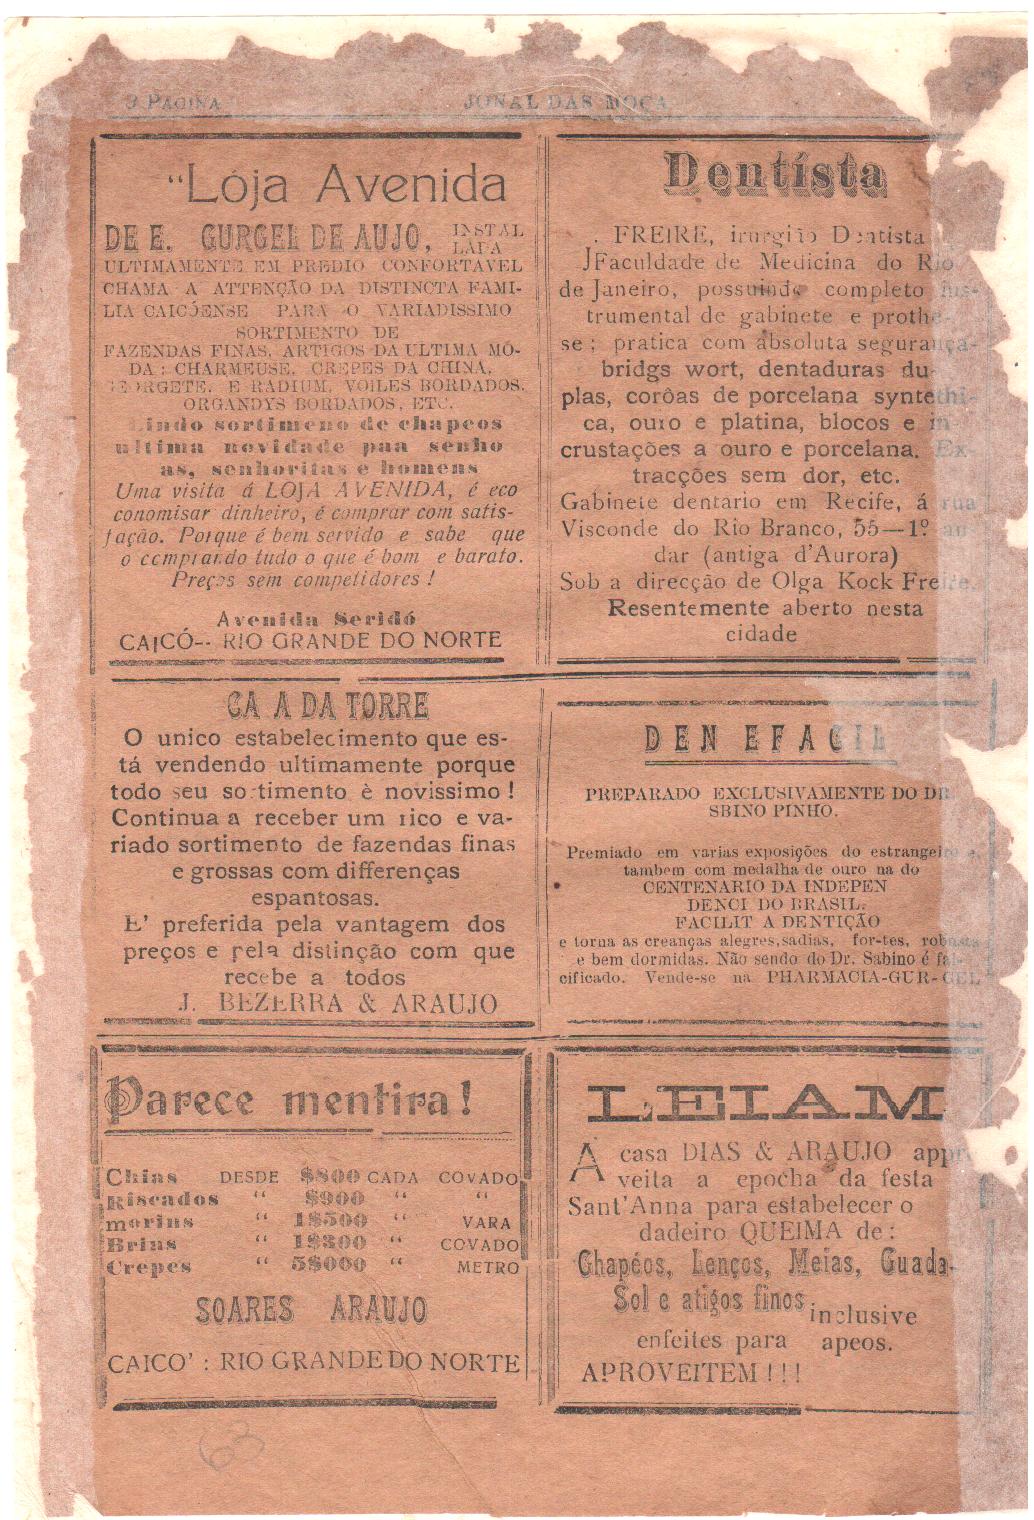 3 PAGINA
JONAL DAS MOÇA
"Loja Avenida
DE E. GURGEL DE AUJO, INSTAL
LADA
ULTIMAMENTE EM PREDIO CONFORTAVEL
CHAMA A ATTENÇÃO DA DISTINCTA FAMI-
LIA CAICÓENSE PARA O VARIADISSIMO
SORTIMENTO DE
FAZENDAS FINAS, ARTIGOS DA ULTIMA MÓ-
DA: CHARMEUSE, CREPES DA CHINA,
GEORGETE, E RADIUM, VOILES BORDADOS,
ORGANDYS BORDADOS, ETC.
Lindo sortimeno de chapeos
ultima novidade paa senho
as, senhoritas e homens
Uma visita á LOJA AVENIDA, é eco
conomisar dinheiro, é comprar com satis-
fação. Porque é bem servido e sabe que
o comprando tudo o que é bom e barato.
Preços sem competidores!
Avenida Seridó
CAICÓ-- RIO GRANDE DO NORTE
Dentísta
. FREIRE, irurgião Dentista
JFaculdade de Medicina do Rio
de Janeiro, possuindo completo ins-
trumental de gabinete e prothe-
se; pratica com absoluta segurança-
bridgs wort, dentaduras du-
plas, corôas de porcelana syntethi-
ca, ouro e platina, blocos e in-
crustações a ouro e porcelana. Ex-
tracções sem dor, etc.
Gabinete dentario em Recife, á rua
Visconde do Rio Branco, 55—1º an-
dar (antiga d'Aurora)
Sob a direcção de Olga Kock Freire.
Resentemente aberto nesta
cidade
CA A DA TORRE
O unico estabelecimento que es-
tá vendendo ultimamente porque
todo seu sortimento è novissimo!
Continua a receber um rico e va-
riado sortimento de fazendas finas
e grossas com differenças
espantosas.
E' preferida pela vantagem dos
preços e pela distinção com que
recebe a todos
J. BEZERRA & ARAUJO
DEN EFACIL
PREPARADO EXCLUSIVAMENTE DO DR
SBINO PINHO.
Premiado em varias exposições do estrangeiro e,
tambem com medalha de ouro na do
CENTENARIO DA INDEPEN
DENCI DO BRASIL.
FACILIT A DENTIÇÃO
e torna as creanças alegres, sadias, for-tes, robusta
e bem dormidas. Não sendo do Dr. Sabino é fal-
cificado. Vende-se na PHARMACIA-GUR-GEL
Parece mentira!
Chias DESDE $800 CADA COVADO
Riscados " $900 " "
morins " 1$500 " VARA
Brins " 1$300 " COVADO
Crepes " 5$000 " METRO
SOARES ARAUJO
CAICO': RIO GRANDE DO NORTE
LEIAM
A casa DIAS & ARAUJO appr
veita a epocha da festa
Sant'Anna para estabelecer o
dadeiro QUEIMA de:
Chapéos, Lenços, Meias, Guada-
Sol e atigos finos, inclusive
enfeites para apeos.
APROVEITEM!!!
63